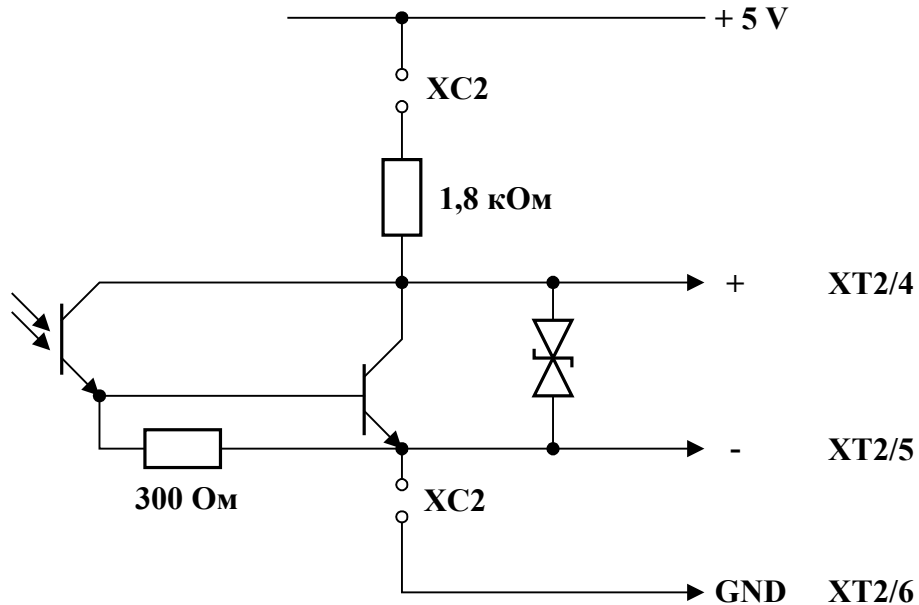 + 5 V
XC2
1,8 кОм
+ XT2/4
- XT2/5
300 Ом
XC2
GND XT2/6